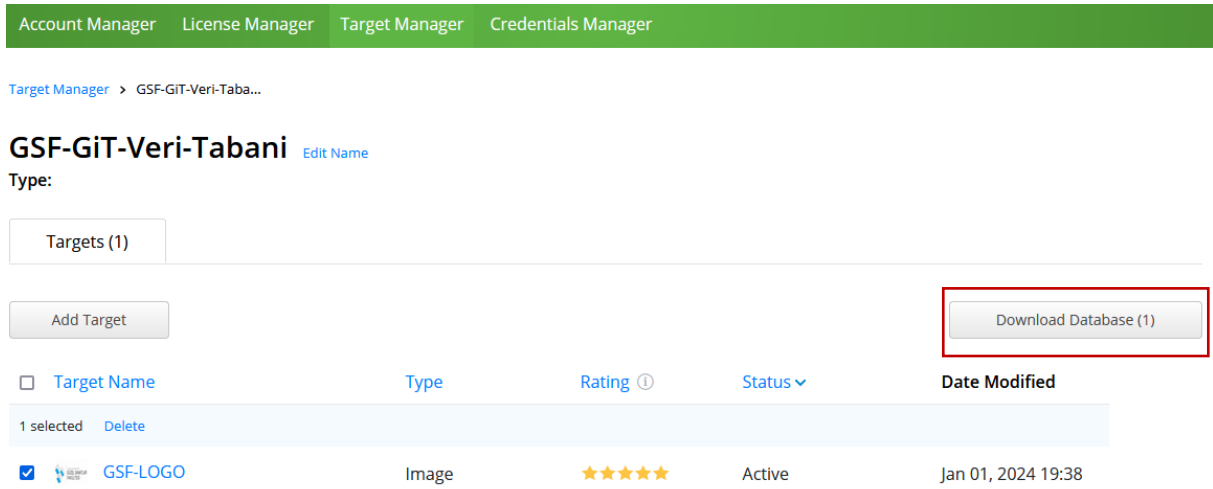 Account Manager License Manager Target Manager Credentials Manager
Target Manager > GSF-GiT-Veri-Taba...
GSF-GiT-Veri-Tabani Edit Name
Type:
Targets (1)
Add Target Download Database (1)
Target Name Type Rating Status Date Modified
1 selected Delete
GSF-LOGO Image Active Jan 01, 2024 19:38